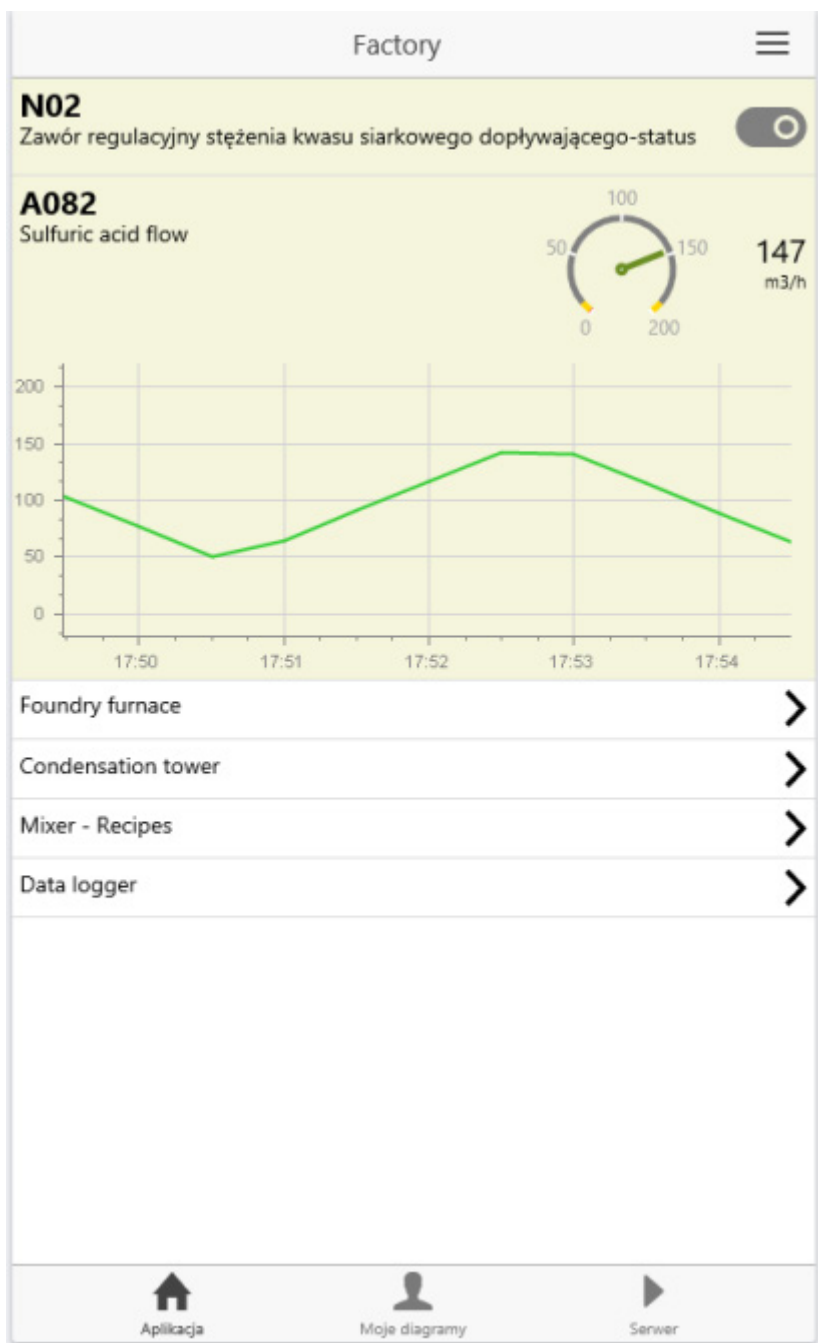 Factory
N02
Zawór regulacyjny stężenia kwasu siarkowego dopływającego-status
A082
Sulfuric acid flow
100
50
150
147
m3/h
0
200
200
150
100
50
0
17:50 17:51 17:52 17:53 17:54
Foundry furnace
Condensation tower
Mixer - Recipes
Data logger
Aplikacja Moje diagramy Serwer